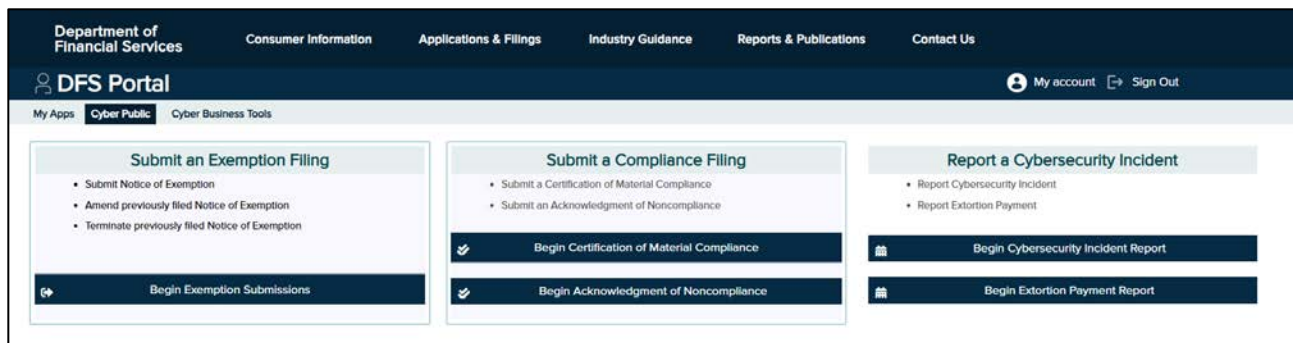 Department of
Financial Services
Consumer Information
Applications & Filings
Industry Guidance
Reports & Publications
Contact Us
DFS Portal
My account
Sign Out
My Apps
Cyber Public
Cyber Business Tools
Submit an Exemption Filing
• Submit Notice of Exemption
• Amend previously filed Notice of Exemption
• Terminate previously filed Notice of Exemption
Begin Exemption Submissions
Submit a Compliance Filing
• Submit a Certification of Material Compliance
• Submit an Acknowledgment of Noncompliance
Begin Certification of Material Compliance
Begin Acknowledgment of Noncompliance
Report a Cybersecurity Incident
• Report Cybersecurity Incident
• Report Extortion Payment
Begin Cybersecurity Incident Report
Begin Extortion Payment Report